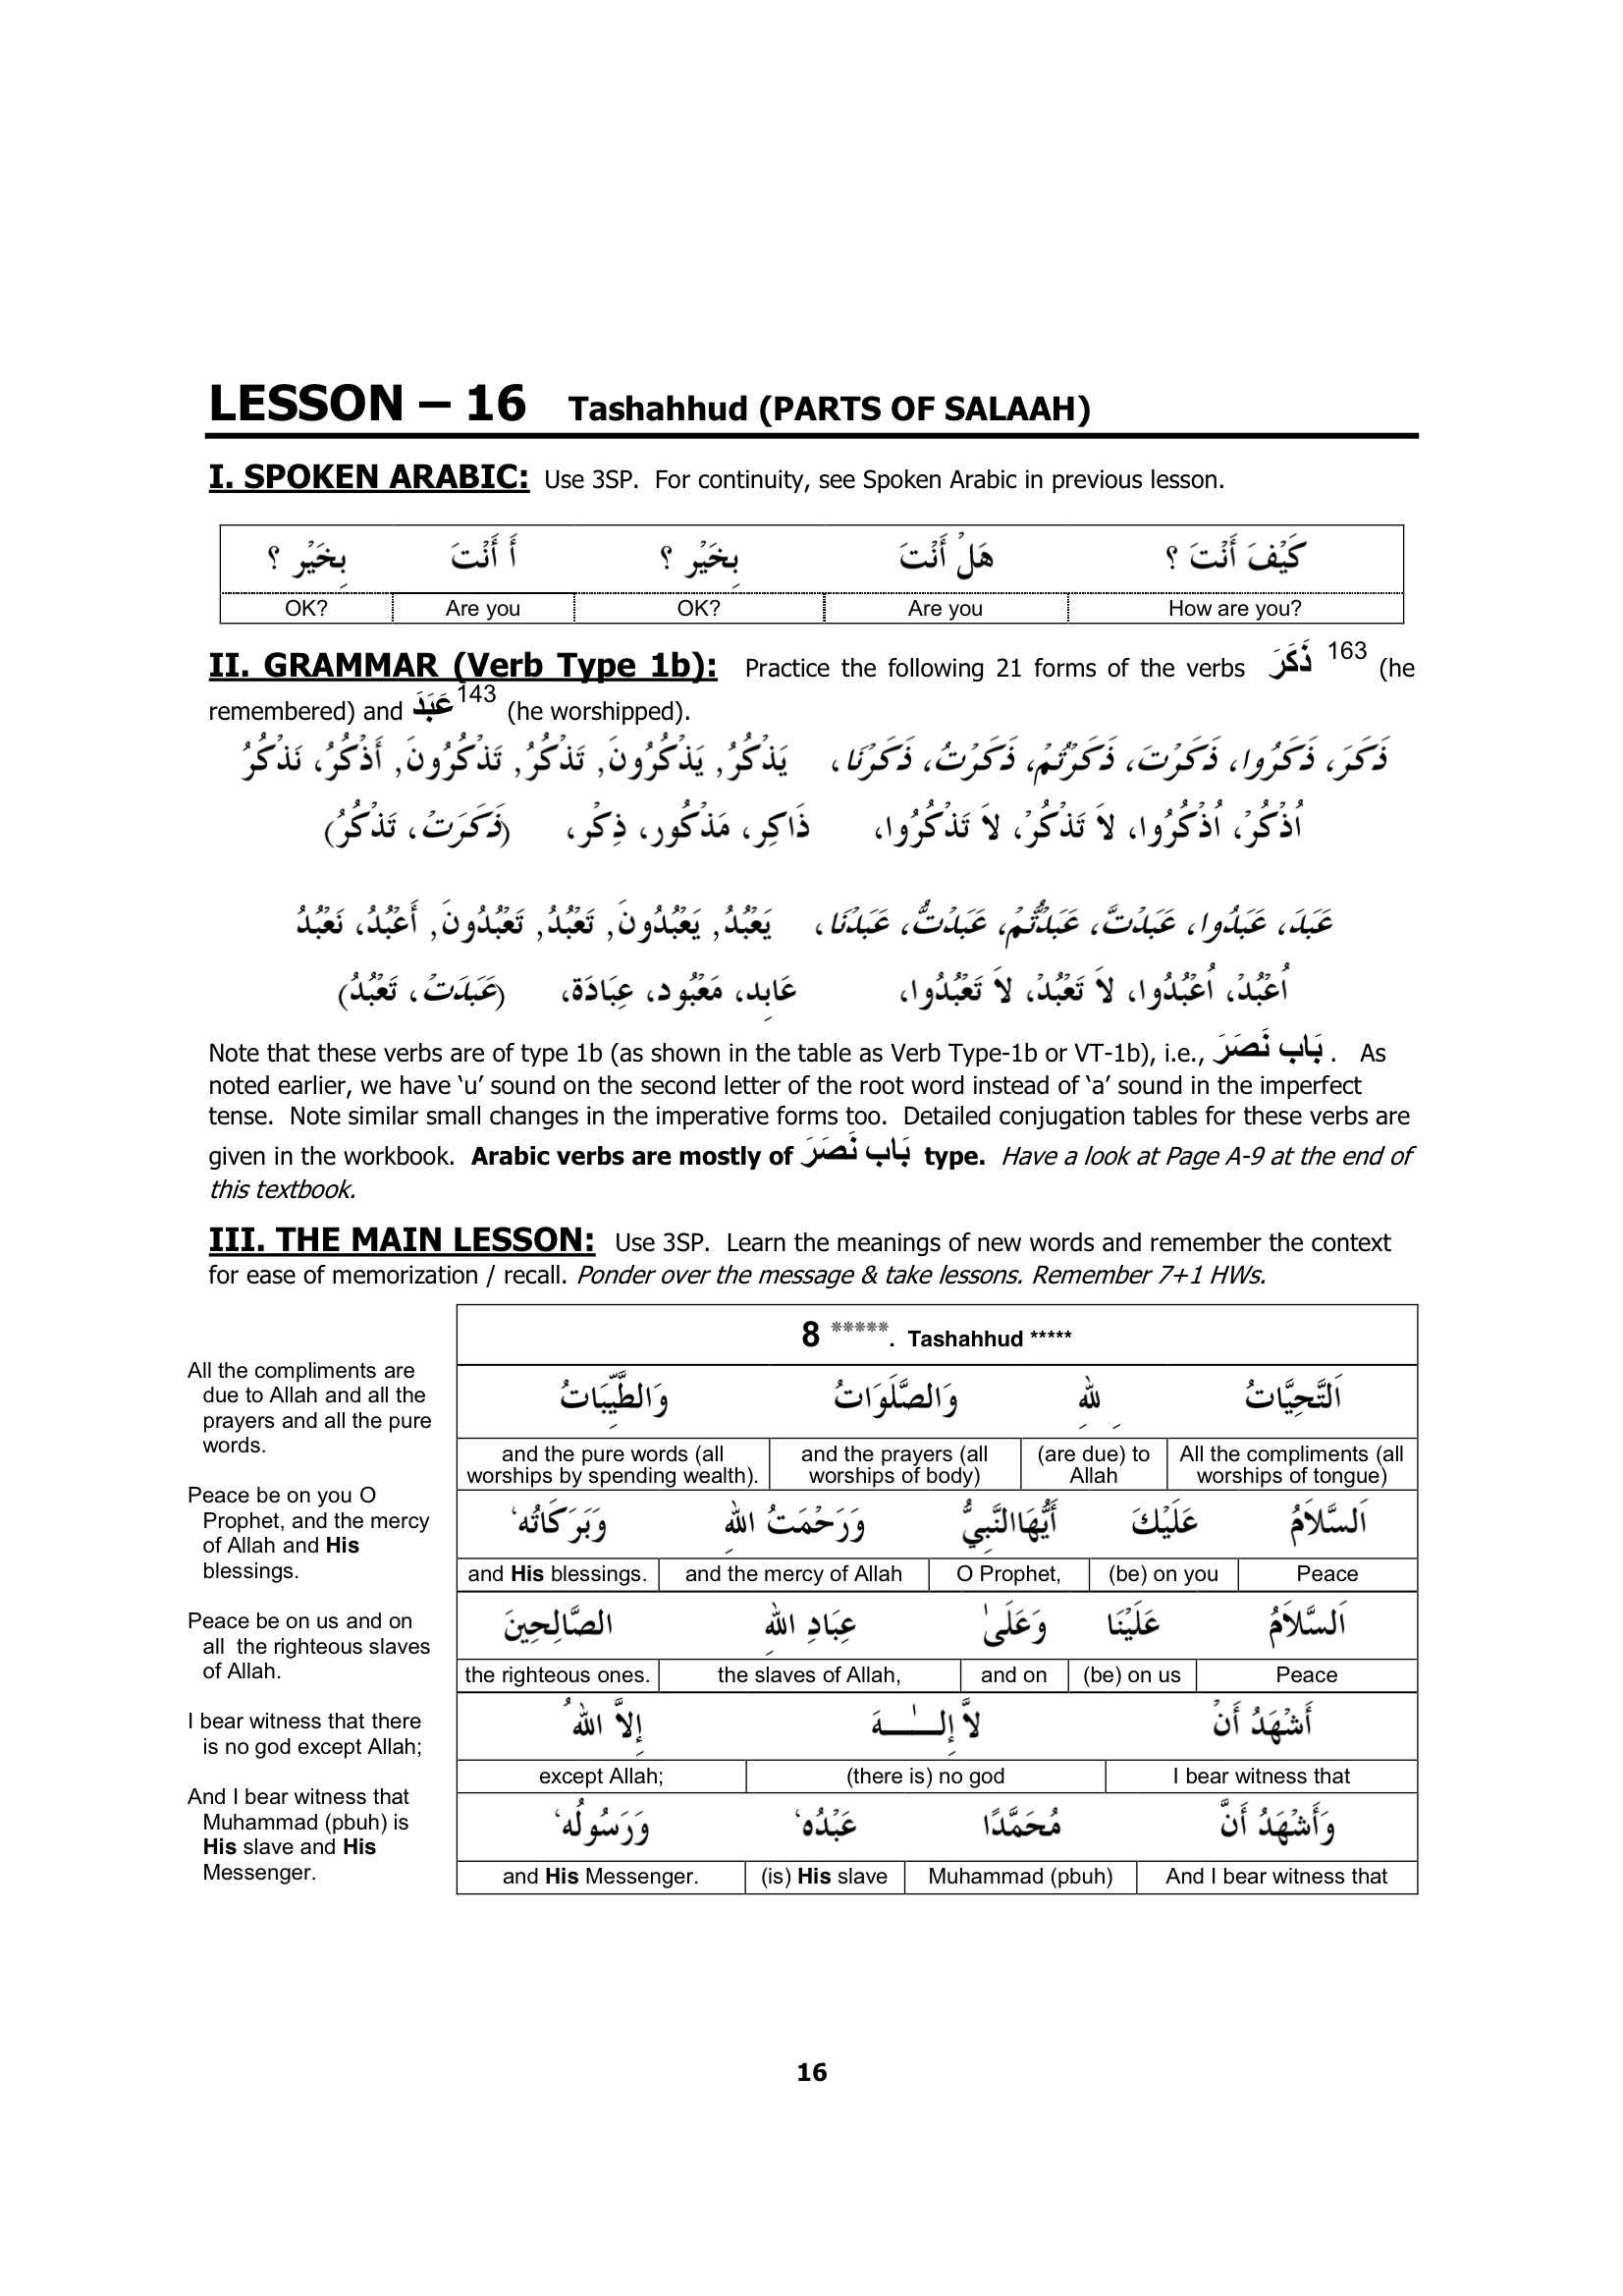 LESSON – 16 Tashahhud (PARTS OF SALAAH)
I. SPOKEN ARABIC: Use 3SP. For continuity, see Spoken Arabic in previous lesson.
كَيْفَ أَنْتَ ؟ هَلْ أَنْتَ بِخَيْر ؟ أَ أَنْتَ بِخَيْر ؟
OK? Are you OK? Are you How are you?
II. GRAMMAR (Verb Type 1b): Practice the following 21 forms of the verbs ذَكَرَ 163 (he
remembered) and عَبَدَ 143 (he worshipped).
ذَكَرَ، ذَكَرُوا، ذَكَرْتَ، ذَكَرْتُمْ، ذَكَرْتُ، ذَكَرْنَا، يَذْكُرُ, يَذْكُرُونَ, تَذْكُرُ, تَذْكُرُونَ, أَذْكُرُ، نَذْكُرُ
اُذْكُرْ، اُذْكُرُوا، لاَ تَذْكُرْ، لاَ تَذْكُرُوا، ذَاكِر، مَذْكُور، ذِكْر، (ذَكَرَتْ، تَذْكُرُ)
عَبَدَ، عَبَدُوا، عَبَدْتَّ، عَبَدْتُّمْ، عَبَدْتُّ، عَبَدْنَا، يَعْبُدُ, يَعْبُدُونَ, تَعْبُدُ, تَعْبُدُونَ, أَعْبُدُ، نَعْبُدُ
اُعْبُدْ، اُعْبُدُوا، لاَ تَعْبُدْ، لاَ تَعْبُدُوا، عَابِد، مَعْبُود، عِبَادَة، (عَبَدَتْ، تَعْبُدُ)
Note that these verbs are of type 1b (as shown in the table as Verb Type-1b or VT-1b), i.e., بَاب نَصَرَ . As
noted earlier, we have ‘u’ sound on the second letter of the root word instead of ‘a’ sound in the imperfect
tense. Note similar small changes in the imperative forms too. Detailed conjugation tables for these verbs are
given in the workbook. Arabic verbs are mostly of بَاب نَصَرَ type. Have a look at Page A-9 at the end of
this textbook.
III. THE MAIN LESSON: Use 3SP. Learn the meanings of new words and remember the context
for ease of memorization / recall. Ponder over the message & take lessons. Remember 7+1 HWs.
8 *****. Tashahhud *****
All the compliments are
due to Allah and all the
prayers and all the pure
words.
اَلتَّحِيَّاتُ لِلّٰهِ وَالصَّلَوَاتُ وَالطَّيِّبَاتُ
and the pure words (all worships by spending wealth). and the prayers (all worships of body) (are due) to Allah All the compliments (all worships of tongue)
Peace be on you O
Prophet, and the mercy
of Allah and His
blessings.
اَلسَّلاَمُ عَلَيْكَ أَيُّهَاالنَّبِيُّ وَرَحْمَتُ اللهِ وَبَرَكَاتُه‘
and His blessings. and the mercy of Allah O Prophet, (be) on you Peace
Peace be on us and on
all the righteous slaves
of Allah.
اَلسَّلاَمُ عَلَيْنَا وَعَلَىٰ عِبَادِ اللهِ الصَّالِحِينَ
the righteous ones. the slaves of Allah, and on (be) on us Peace
I bear witness that there
is no god except Allah;
أَشْهَدُ أَنْ لاَّ إِلـٰـهَ إِلاَّ اللهُ
except Allah; (there is) no god I bear witness that
And I bear witness that
Muhammad (pbuh) is
His slave and His
Messenger.
وَأَشْهَدُ أَنَّ مُحَمَّدًا عَبْدُه‘ وَرَسُولُه‘
and His Messenger. (is) His slave Muhammad (pbuh) And I bear witness that
16